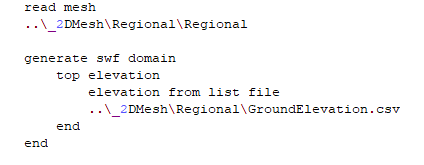 read mesh
..\_2DMesh\Regional\Regional

generate swf domain
    top elevation
        elevation from list file
        ..\_2DMesh\Regional\GroundElevation.csv
    end
end